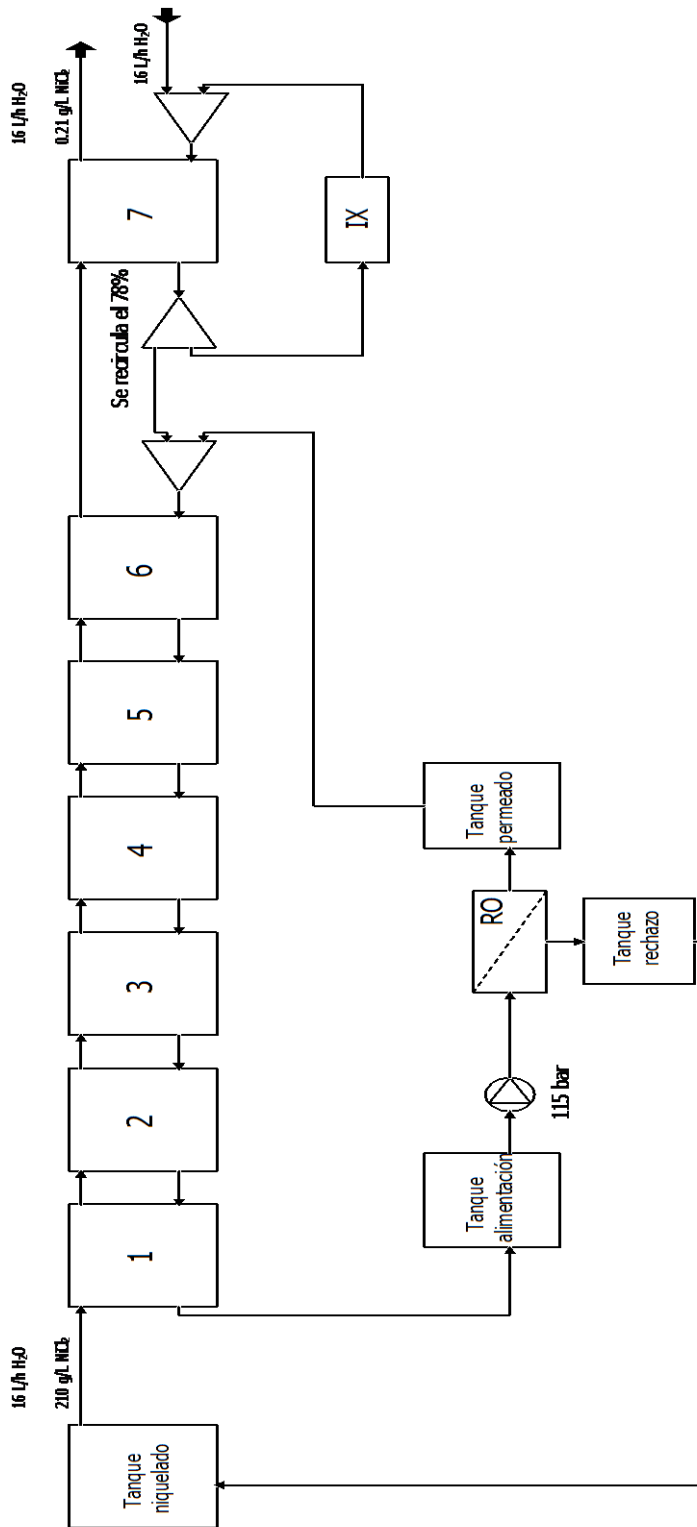 16 L/h H₂O
210 g/L NiCl₂
16 L/h H₂O
0.21 g/L NiCl₂
Tanque
niquelado
1
2
3
4
5
6
7
Se recircula el 78%
16 L/h H₂O
IX
Tanque
alimentación
115 bar
RO
Tanque
permeado
Tanque
rechazo